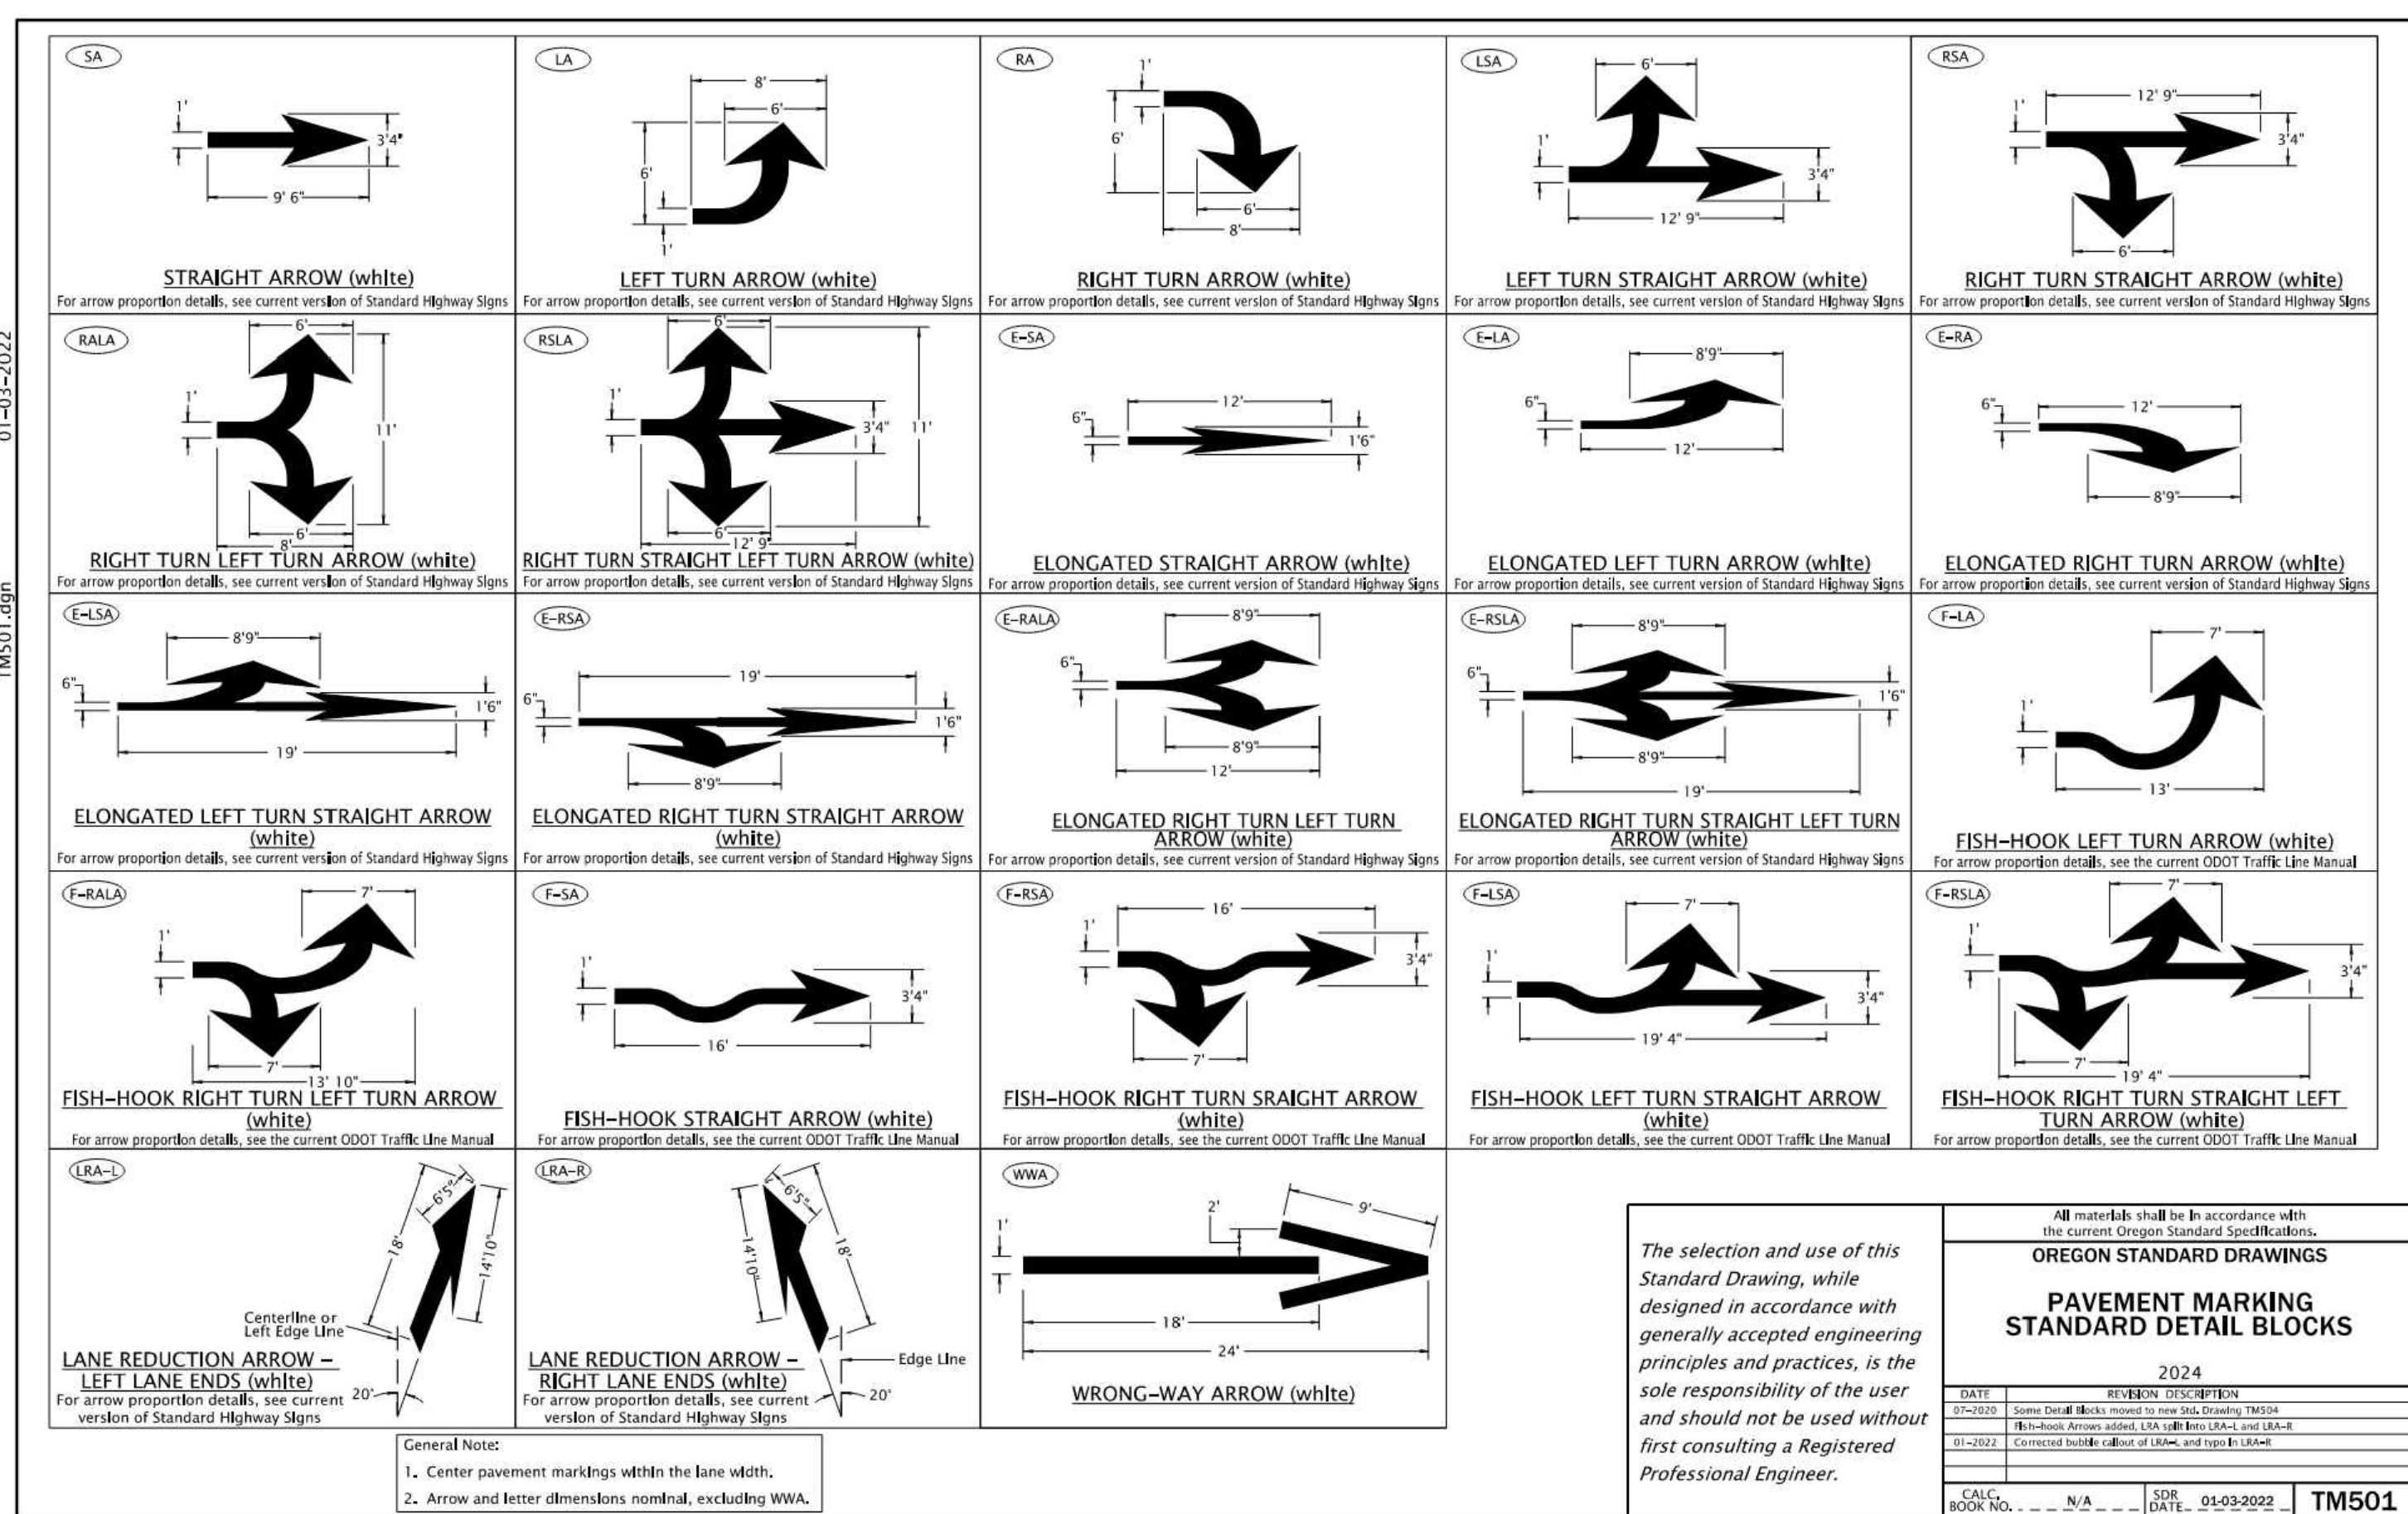 SA
1'
3'4"
9' 6"
STRAIGHT ARROW (white)
For arrow proportion details, see current version of Standard Highway Signs
LA
8'
6'
6'
1'
LEFT TURN ARROW (white)
For arrow proportion details, see current version of Standard Highway Signs
RA
1'
6'
6'
8'
RIGHT TURN ARROW (white)
For arrow proportion details, see current version of Standard Highway Signs
LSA
6'
1'
3'4"
12' 9"
LEFT TURN STRAIGHT ARROW (white)
For arrow proportion details, see current version of Standard Highway Signs
RSA
12' 9"
1'
3'4"
6'
RIGHT TURN STRAIGHT ARROW (white)
For arrow proportion details, see current version of Standard Highway Signs
RALA
6'
1'
11'
6'
8'
RIGHT TURN LEFT TURN ARROW (white)
For arrow proportion details, see current version of Standard Highway Signs
RSLA
6'
1'
3'4"
11'
6'
12' 9"
RIGHT TURN STRAIGHT LEFT TURN ARROW (white)
For arrow proportion details, see current version of Standard Highway Signs
E-SA
12'
6"
1'6"
ELONGATED STRAIGHT ARROW (white)
For arrow proportion details, see current version of Standard Highway Signs
E-LA
8'9"
6"
12'
ELONGATED LEFT TURN ARROW (white)
For arrow proportion details, see current version of Standard Highway Signs
E-RA
6"
12'
8'9"
ELONGATED RIGHT TURN ARROW (white)
For arrow proportion details, see current version of Standard Highway Signs
E-LSA
8'9"
6"
1'6"
19'
ELONGATED LEFT TURN STRAIGHT ARROW
(white)
For arrow proportion details, see current version of Standard Highway Signs
E-RSA
19'
6"
1'6"
8'9"
ELONGATED RIGHT TURN STRAIGHT ARROW
(white)
For arrow proportion details, see current version of Standard Highway Signs
E-RALA
8'9"
6"
8'9"
12'
ELONGATED RIGHT TURN LEFT TURN
ARROW (white)
For arrow proportion details, see current version of Standard Highway Signs
E-RSLA
8'9"
6"
1'6"
8'9"
19'
ELONGATED RIGHT TURN STRAIGHT LEFT TURN
ARROW (white)
For arrow proportion details, see current version of Standard Highway Signs
F-LA
7'
1'
13'
FISH-HOOK LEFT TURN ARROW (white)
For arrow proportion details, see the current ODOT Traffic Line Manual
F-RALA
7'
1'
7'
13' 10"
FISH-HOOK RIGHT TURN LEFT TURN ARROW
(white)
For arrow proportion details, see the current ODOT Traffic Line Manual
F-SA
1'
3'4"
16'
FISH-HOOK STRAIGHT ARROW (white)
For arrow proportion details, see the current ODOT Traffic Line Manual
F-RSA
16'
1'
3'4"
7'
FISH-HOOK RIGHT TURN SRAIGHT ARROW
(white)
For arrow proportion details, see the current ODOT Traffic Line Manual
F-LSA
7'
1'
3'4"
19' 4"
FISH-HOOK LEFT TURN STRAIGHT ARROW
(white)
For arrow proportion details, see the current ODOT Traffic Line Manual
F-RSLA
7'
1'
3'4"
7'
19' 4"
FISH-HOOK RIGHT TURN STRAIGHT LEFT
TURN ARROW (white)
For arrow proportion details, see the current ODOT Traffic Line Manual
LRA-L
6'5"
18'
14'10"
Centerline or
Left Edge Line
LANE REDUCTION ARROW –
LEFT LANE ENDS (white)
For arrow proportion details, see current
version of Standard Highway Signs
20°
LRA-R
6'5"
14'10"
18'
Edge Line
LANE REDUCTION ARROW –
RIGHT LANE ENDS (white)
For arrow proportion details, see current
version of Standard Highway Signs
20°
WWA
2'
9'
1'
18'
24'
WRONG-WAY ARROW (white)
General Note:
1. Center pavement markings within the lane width.
2. Arrow and letter dimensions nominal, excluding WWA.
The selection and use of this
Standard Drawing, while
designed in accordance with
generally accepted engineering
principles and practices, is the
sole responsibility of the user
and should not be used without
first consulting a Registered
Professional Engineer.
All materials shall be in accordance with
the current Oregon Standard Specifications.
OREGON STANDARD DRAWINGS
PAVEMENT MARKING
STANDARD DETAIL BLOCKS
2024
DATE REVISION DESCRIPTION
07-2020 Some Detail Blocks moved to new Std. Drawing TM504
Fish-hook Arrows added, LRA split into LRA-L and LRA-R
01-2022 Corrected bubble callout of LRA-L and typo in LRA-R
CALC. BOOK NO. N/A SDR DATE 01-03-2022 TM501
TM501.dgn 01-03-2022